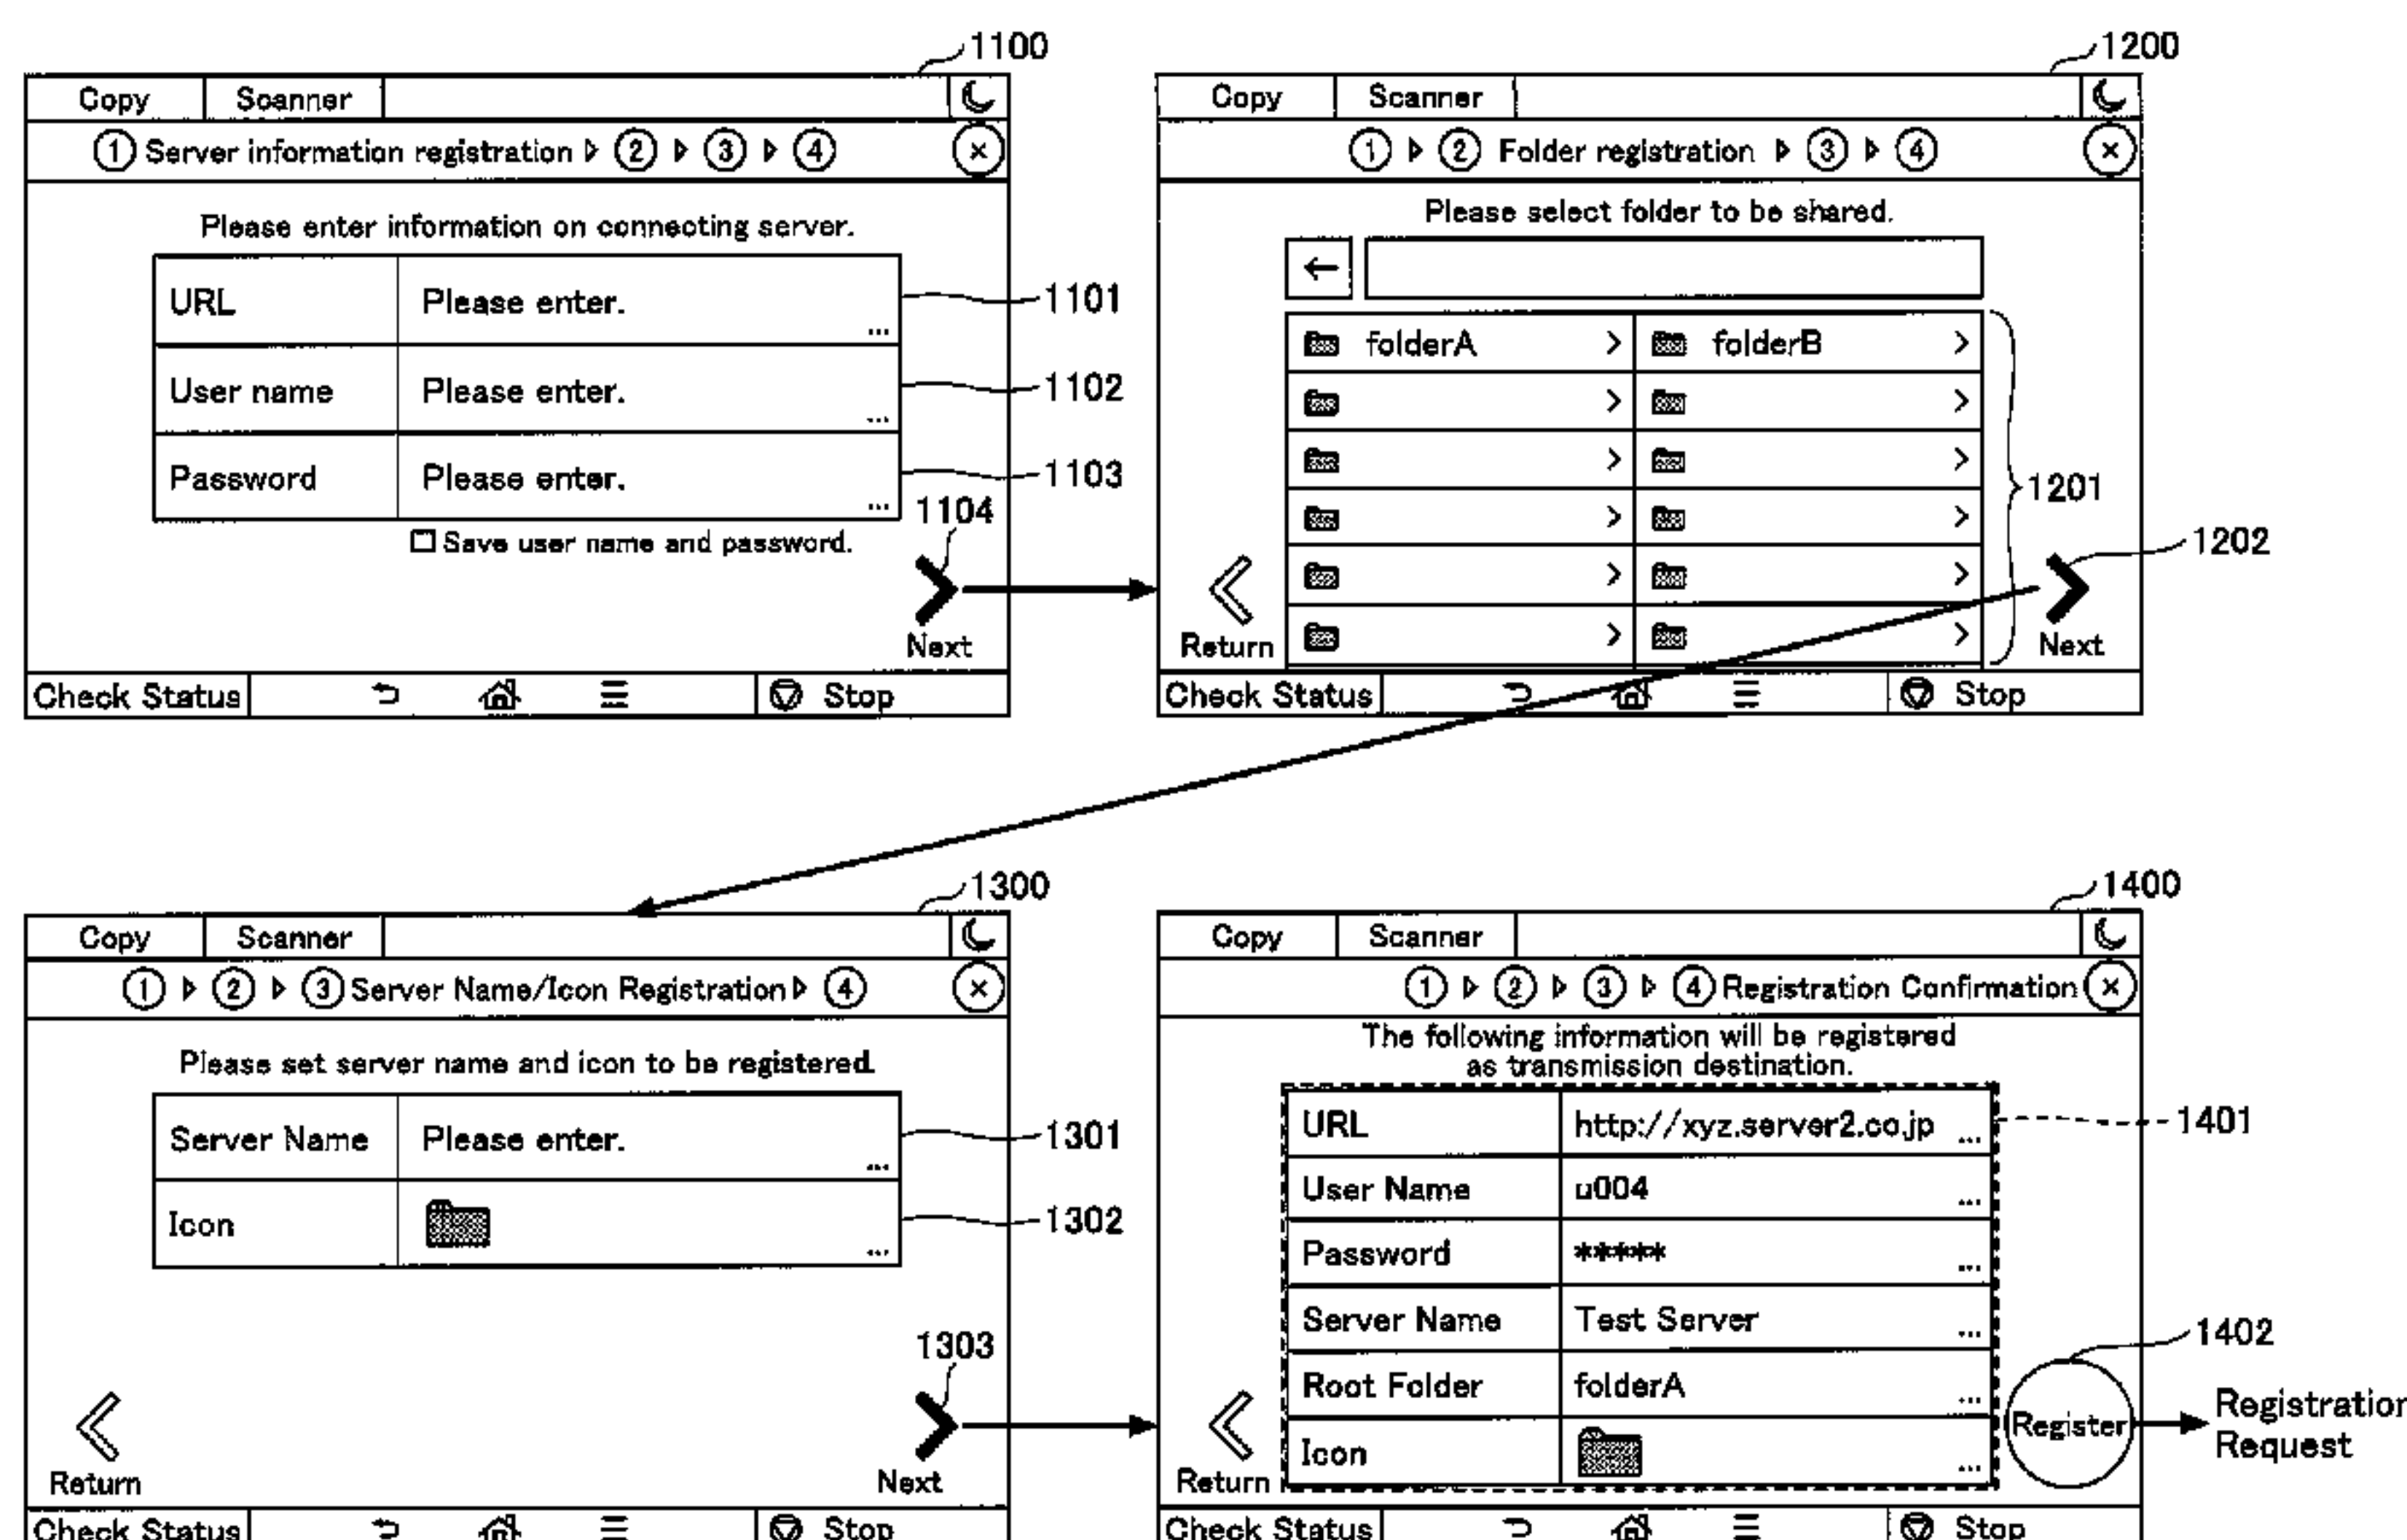 1100
Copy Scanner
1 Server information registration 2 3 4 ×
Please enter information on connecting server.
URL Please enter. ... 1101
User name Please enter. ... 1102
Password Please enter. ... 1103
1104
Save user name and password.
Next
Check Status Stop
1200
Copy Scanner
1 2 Folder registration 3 4 ×
Please select folder to be shared.
←
folderA > folderB >
> >
> >
> >
> >
> >
1201
1202
Return Next
Check Status Stop
1300
Copy Scanner
1 2 3 Server Name/Icon Registration 4 ×
Please set server name and icon to be registered.
Server Name Please enter. ... 1301
Icon ... 1302
1303
Return Next
Check Status Stop
1400
Copy Scanner
1 2 3 4 Registration Confirmation ×
The following information will be registered
as transmission destination.
URL http://xyz.server2.co.jp ... 1401
User Name u004 ...
Password ***** ...
Server Name Test Server ...
Root Folder folderA ...
Icon ...
1402
Register
Registration
Request
Return
Check Status Stop